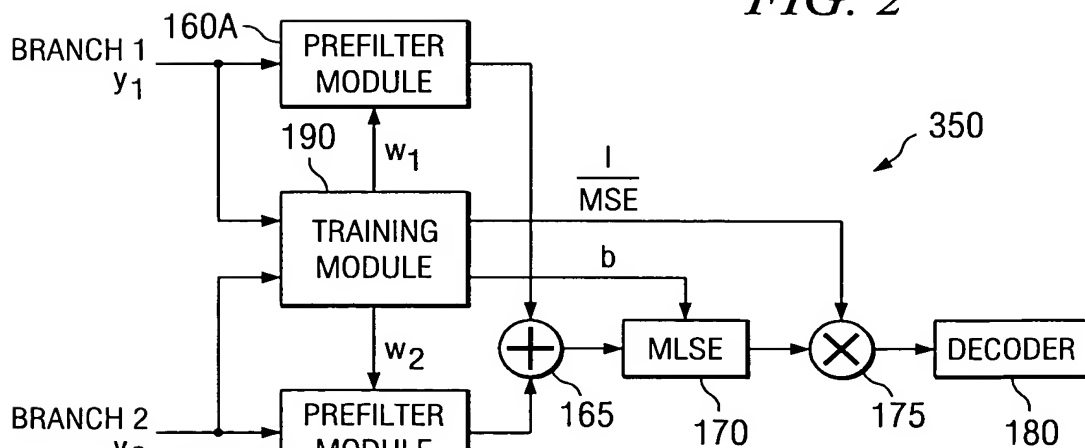 FIG. 2
160A
BRANCH 1
y1
PREFILTER
MODULE
190
w1
350
1
MSE
TRAINING
MODULE
b
w2
MLSE
DECODER
165
170
175
180
BRANCH 2
PREFILTER